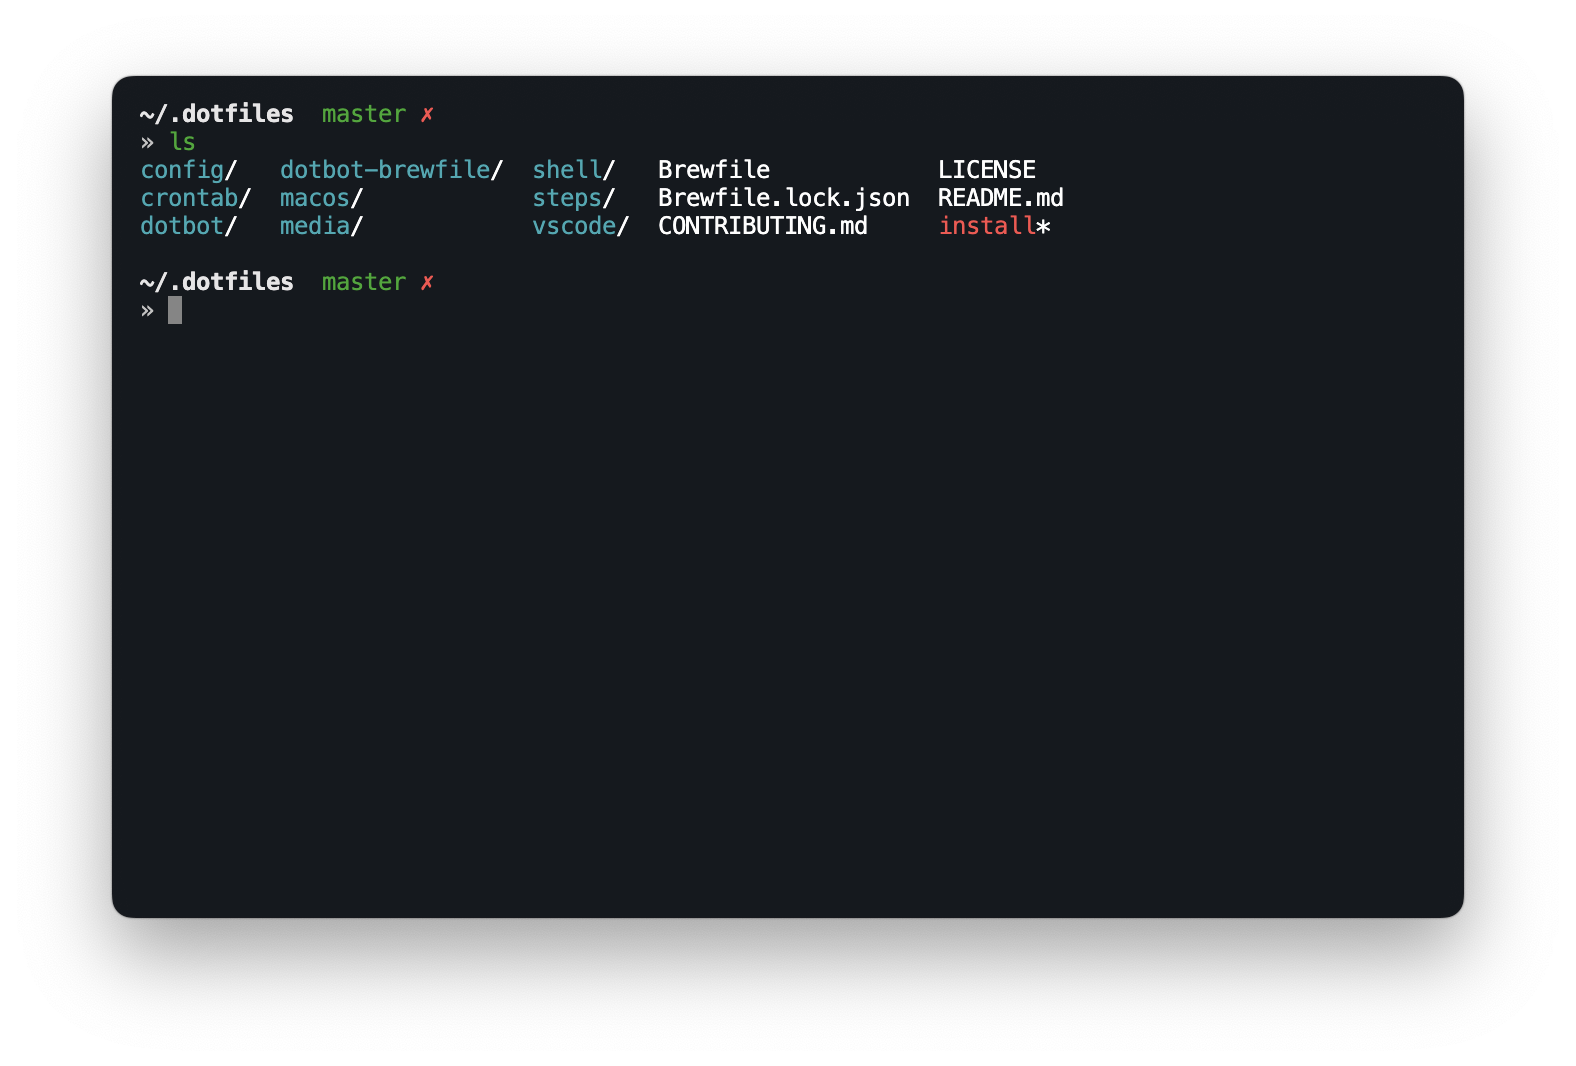 ~/.dotfiles  master ✗
» ls
config/   dotbot-brewfile/  shell/   Brewfile            LICENSE
crontab/  macos/            steps/   Brewfile.lock.json  README.md
dotbot/   media/            vscode/  CONTRIBUTING.md     install*
~/.dotfiles  master ✗
»